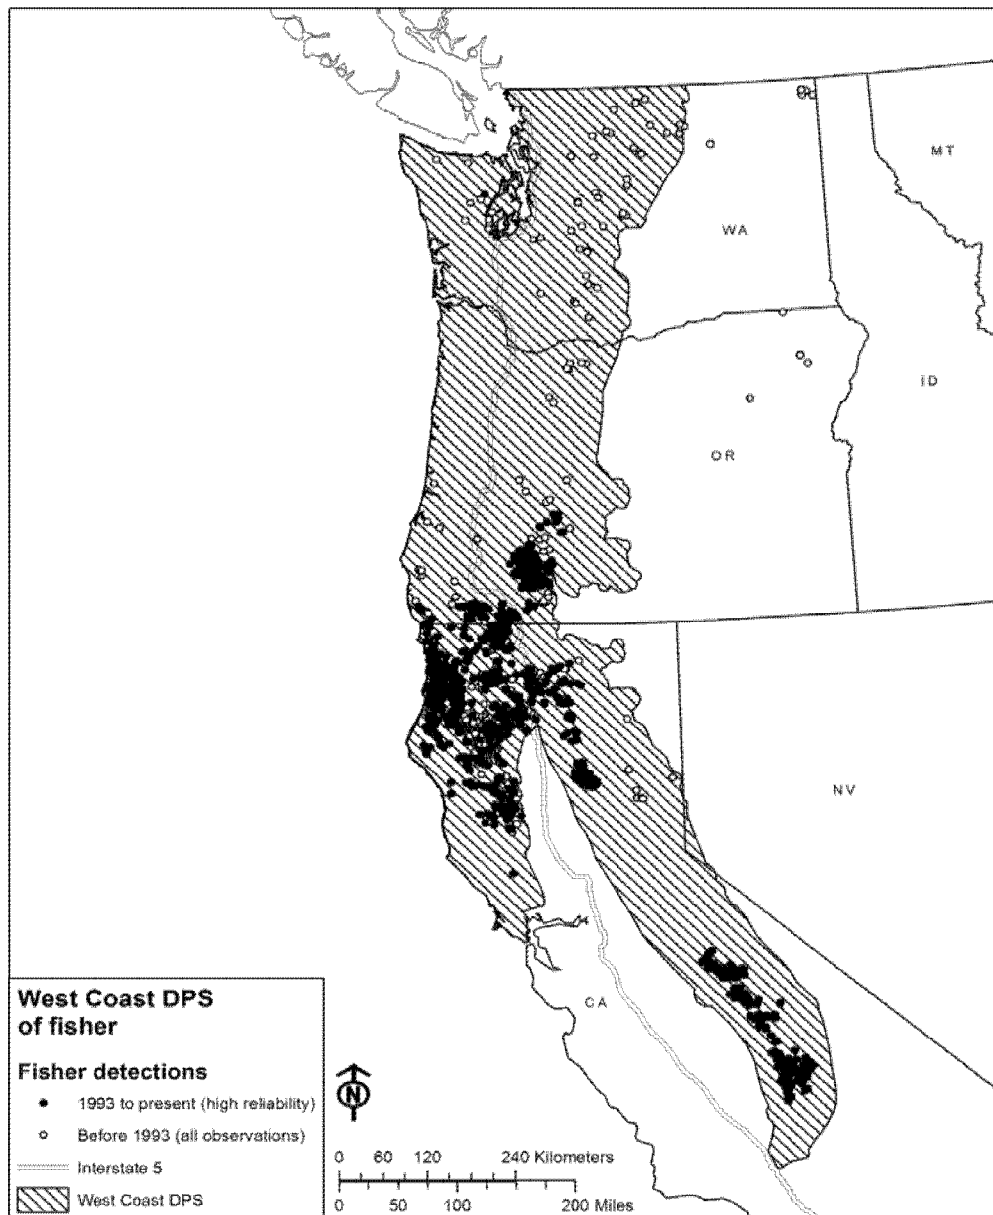 MT
WA
ID
OR
NV
CA
West Coast DPS
of fisher
Fisher detections
1993 to present (high reliability)
Before 1993 (all observations)
Interstate 5
West Coast DPS
N
0 60 120 240 Kilometers
0 50 100 200 Miles